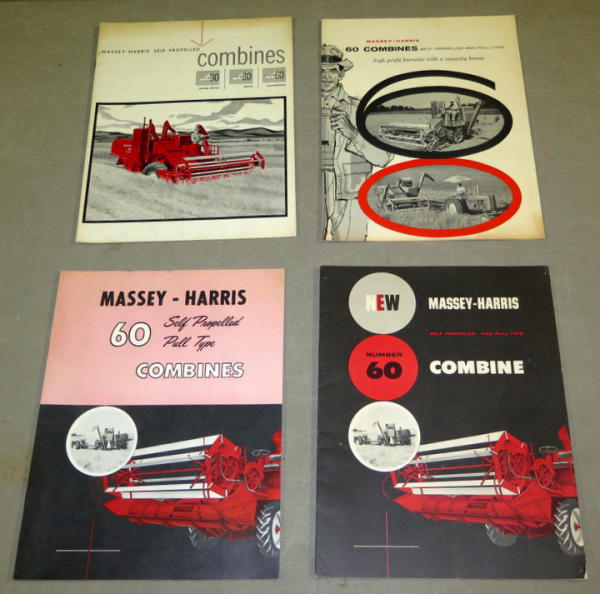 MASSEY-HARRIS SELF-PROPELLED
combines
90
80
60
MASSEY-HARRIS
60 COMBINES SELF-PROPELLED AND PULL-TYPE
high profit harvests with a capacity bonus
MASSEY - HARRIS
60 Self Propelled
Pull Type
COMBINES
NEW MASSEY-HARRIS
SELF PROPELLED AND PULL-TYPE
NUMBER
60 COMBINE